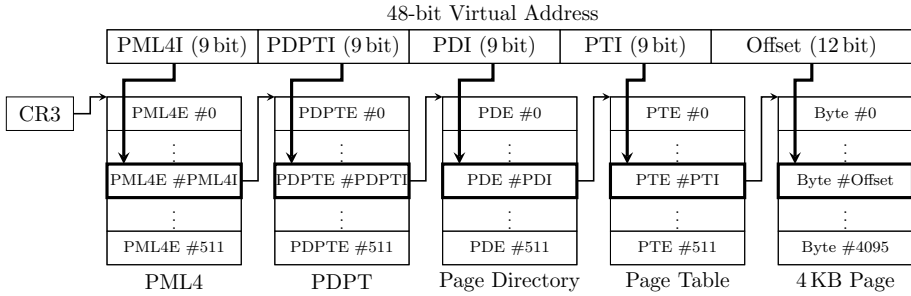 48-bit Virtual Address
PML4I (9 bit) PDPTI (9 bit) PDI (9 bit) PTI (9 bit) Offset (12 bit)
CR3 PML4E #0 PDPTE #0 PDE #0 PTE #0 Byte #0
⋮ ⋮ ⋮ ⋮ ⋮
PML4E #PML4I PDPTE #PDPTI PDE #PDI PTE #PTI Byte #Offset
⋮ ⋮ ⋮ ⋮ ⋮
PML4E #511 PDPTE #511 PDE #511 PTE #511 Byte #4095
PML4 PDPT Page Directory Page Table 4 KB Page